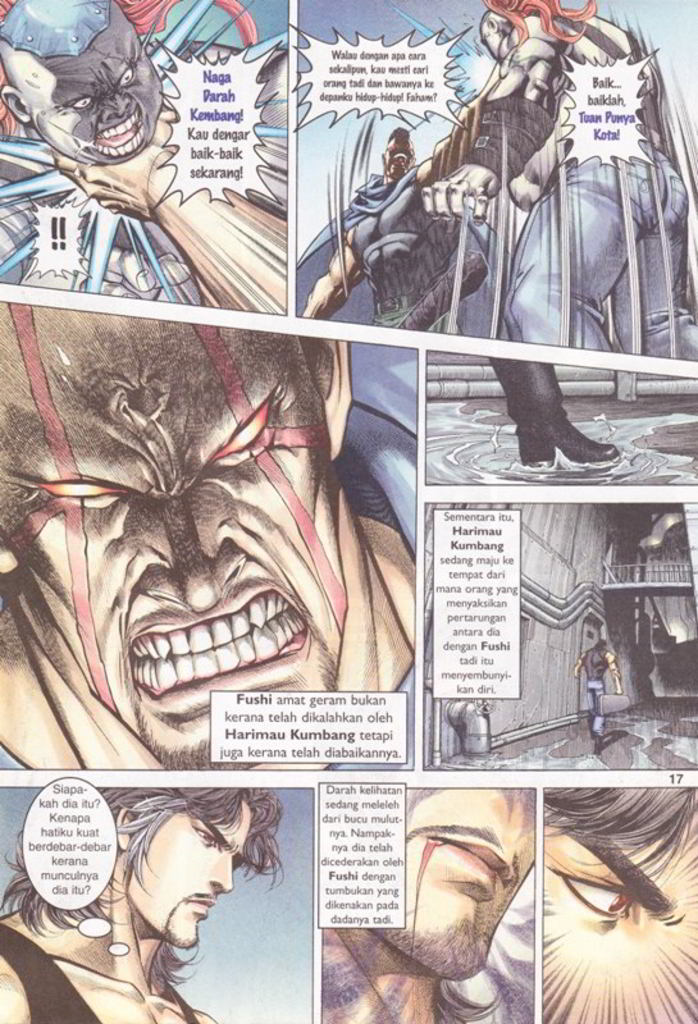 Naga
Darah
Kembang!
Kau dengar
baik-baik
sekarang!
!!
Walau dengan apa cara
sekalipun, kau mesti cari
orang tadi dan bawanya ke
depanku hidup-hidup! Faham?
Baik...
baiklah,
Tuan Punya
Kota!
Fushi amat geram bukan
kerana telah dikalahkan oleh
Harimau Kumbang tetapi
juga kerana telah diabaikannya.
Sementara itu,
Harimau
Kumbang
sedang maju ke
tempat dari
mana orang yang
menyaksikan
pertarungan
antara dia
dan Fushi
tadi itu
menyembunyi-
kan diri.
17
Siapa-
kah dia itu?
Kenapa
hatiku kuat
berdebar-debar
kerana
munculnya
dia itu?
Darah kelihatan
sedang meleleh
dari bucu mulut-
nya. Nampak-
nya dia telah
dicederakan oleh
Fushi dengan
tumbukan yang
dikenakan pada
dadanya tadi.